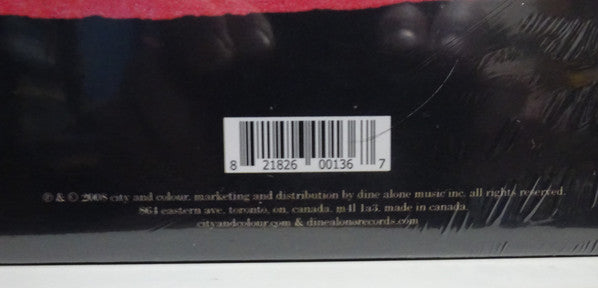 8 21826 00136 7
℗ & © 2008 city and colour. marketing and distribution by dine alone music inc. all rights reserved.
864 eastern ave. toronto, on, canada. m4l 1a3. made in canada.
cityandcolour.com & dinealonerecords.com